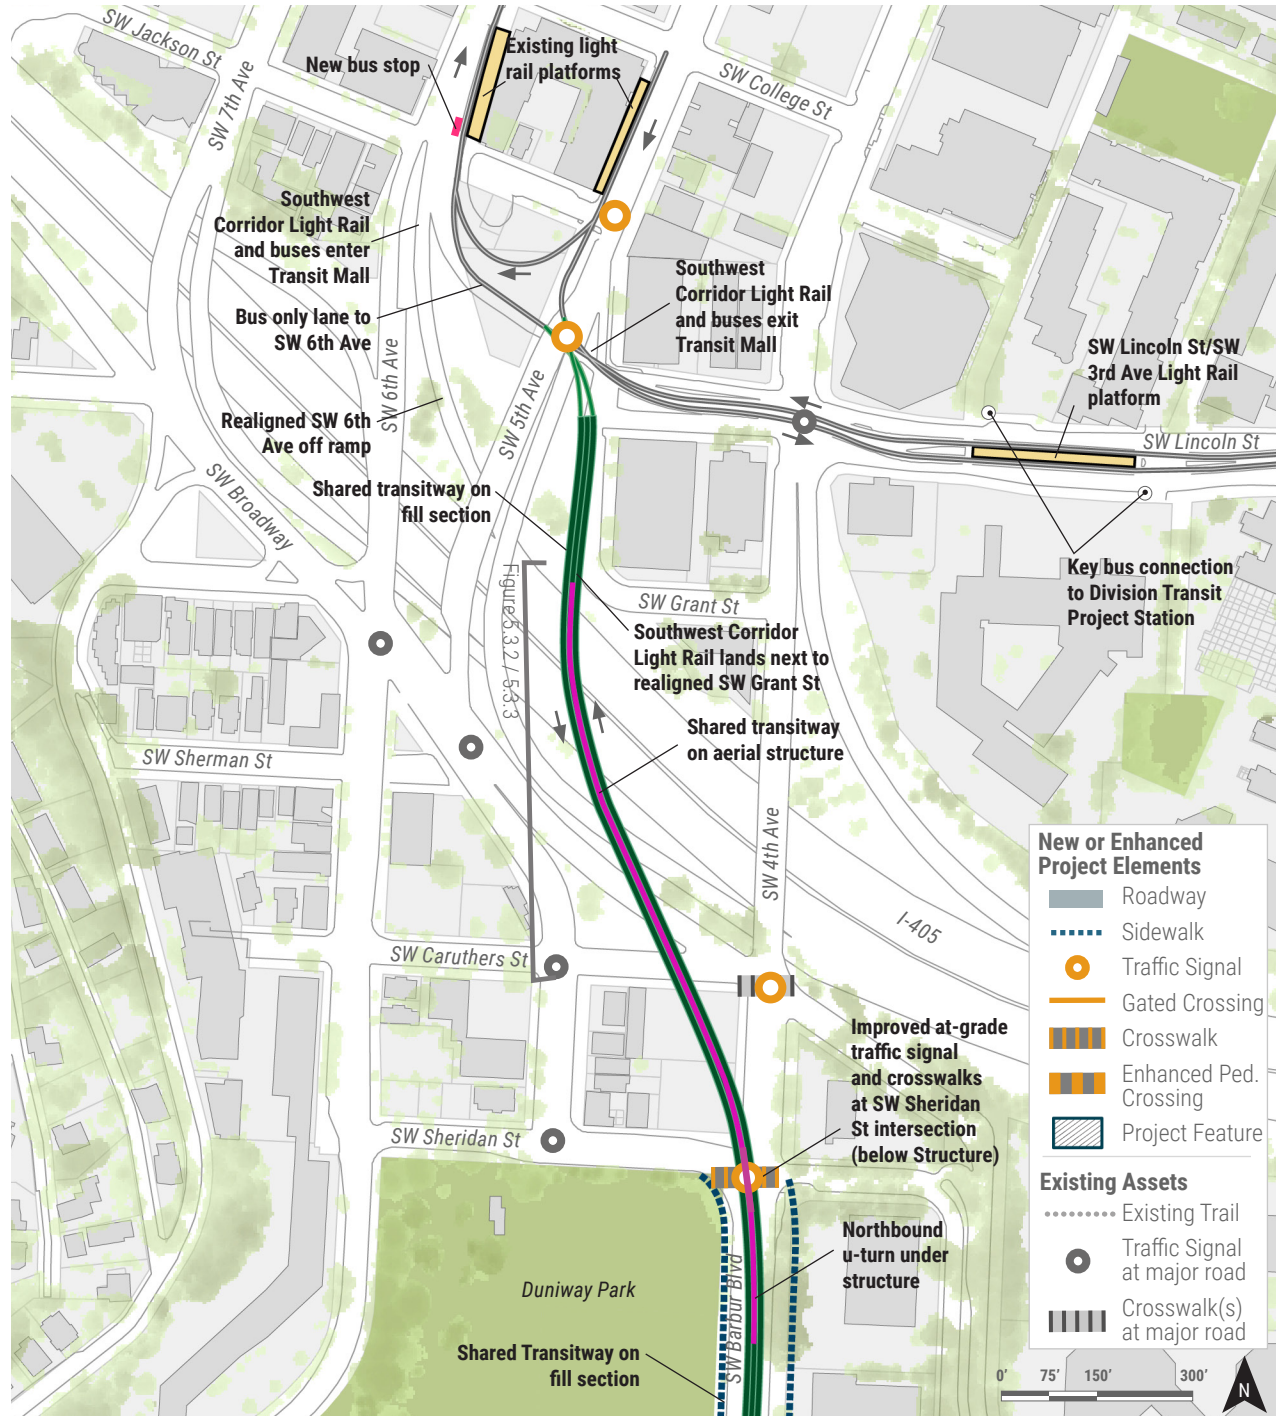 SW Jackson St
SW 7th Ave
New bus stop
Existing light
rail platforms
SW College St
Southwest
Corridor Light Rail
and buses enter
Transit Mall
Southwest
Corridor Light Rail
and buses exit
Transit Mall
Bus only lane to
SW 6th Ave
SW 6th Ave
SW 5th Ave
SW Lincoln St/SW
3rd Ave Light Rail
platform
SW Lincoln St
Realigned SW 6th
Ave off ramp
SW Broadway
Shared transitway on
fill section
Key bus connection
to Division Transit
Project Station
Figure 5.3.2 / 5.3.3
SW Grant St
Southwest Corridor
Light Rail lands next to
realigned SW Grant St
Shared transitway
on aerial structure
SW Sherman St
SW 4th Ave
I-405
SW Caruthers St
Improved at-grade
traffic signal
and crosswalks
at SW Sheridan
St intersection
(below Structure)
SW Sheridan St
Northbound
u-turn under
structure
Duniway Park
SW Barbur Blvd
Shared Transitway on
fill section
New or Enhanced
Project Elements
Roadway
Sidewalk
Traffic Signal
Gated Crossing
Crosswalk
Enhanced Ped.
Crossing
Project Feature
Existing Assets
Existing Trail
Traffic Signal
at major road
Crosswalk(s)
at major road
0' 75' 150' 300'
N